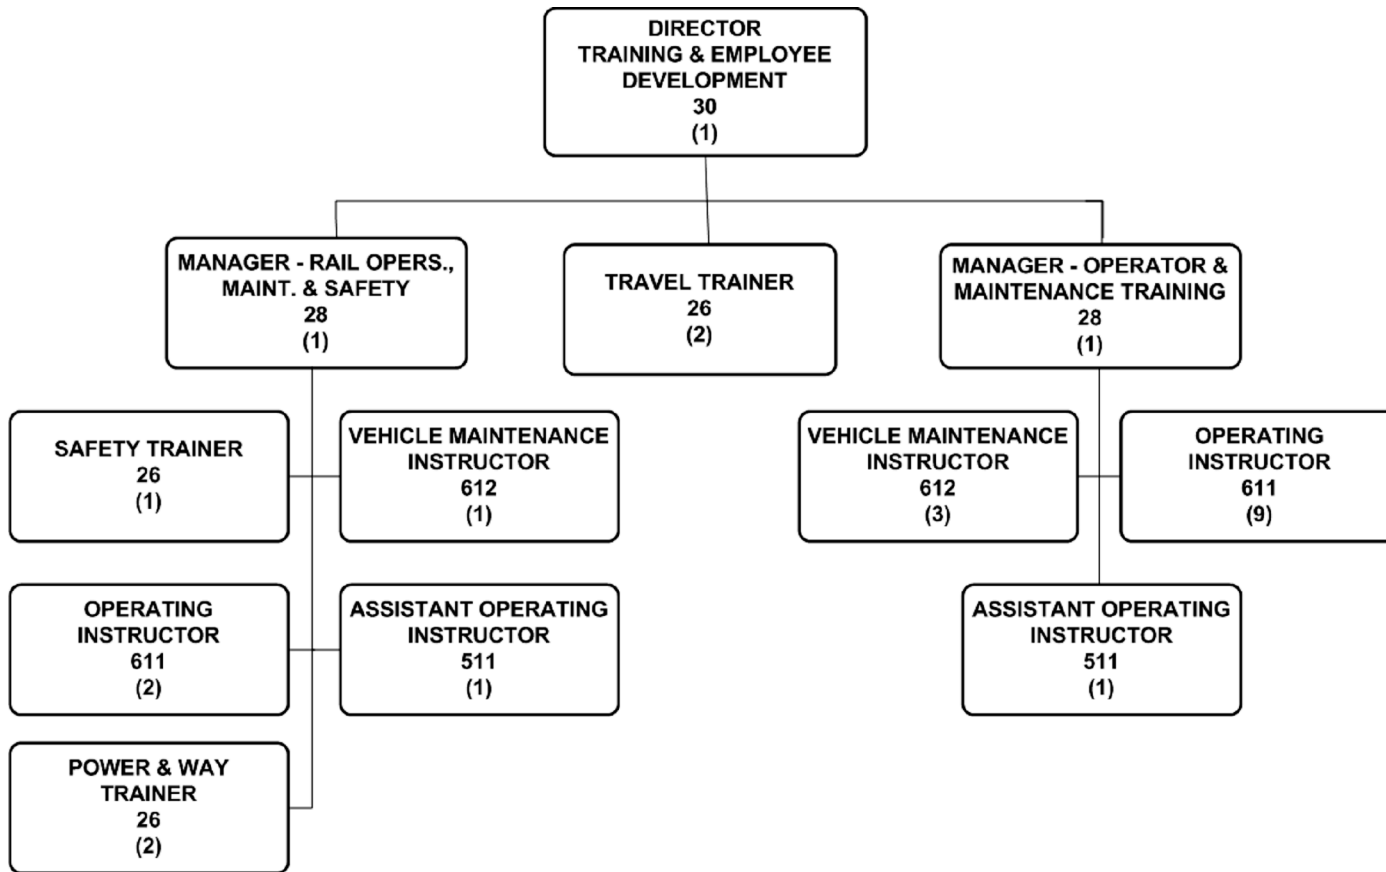 DIRECTOR
TRAINING & EMPLOYEE
DEVELOPMENT
30
(1)
MANAGER - RAIL OPERS.,
MAINT. & SAFETY
28
(1)
TRAVEL TRAINER
26
(2)
MANAGER - OPERATOR &
MAINTENANCE TRAINING
28
(1)
SAFETY TRAINER
26
(1)
VEHICLE MAINTENANCE
INSTRUCTOR
612
(1)
VEHICLE MAINTENANCE
INSTRUCTOR
612
(3)
OPERATING
INSTRUCTOR
611
(9)
OPERATING
INSTRUCTOR
611
(2)
ASSISTANT OPERATING
INSTRUCTOR
511
(1)
ASSISTANT OPERATING
INSTRUCTOR
511
(1)
POWER & WAY
TRAINER
26
(2)